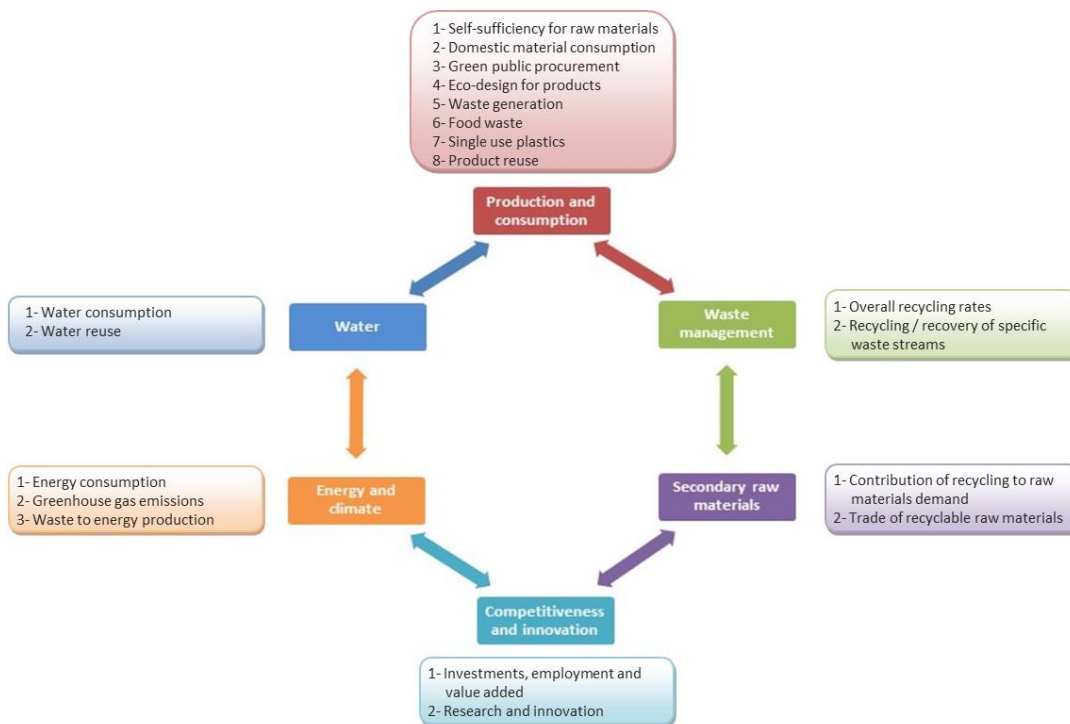 1- Self-sufficiency for raw materials
2- Domestic material consumption
3- Green public procurement
4- Eco-design for products
5- Waste generation
6- Food waste
7- Single use plastics
8- Product reuse
Production and
consumption
1- Water consumption
2- Water reuse
Water
Waste
management
1- Overall recycling rates
2- Recycling / recovery of specific
waste streams
1- Energy consumption
2- Greenhouse gas emissions
3- Waste to energy production
Energy and
climate
Secondary raw
materials
1- Contribution of recycling to raw
materials demand
2- Trade of recyclable raw materials
Competitiveness
and innovation
1- Investments, employment and
value added
2- Research and innovation